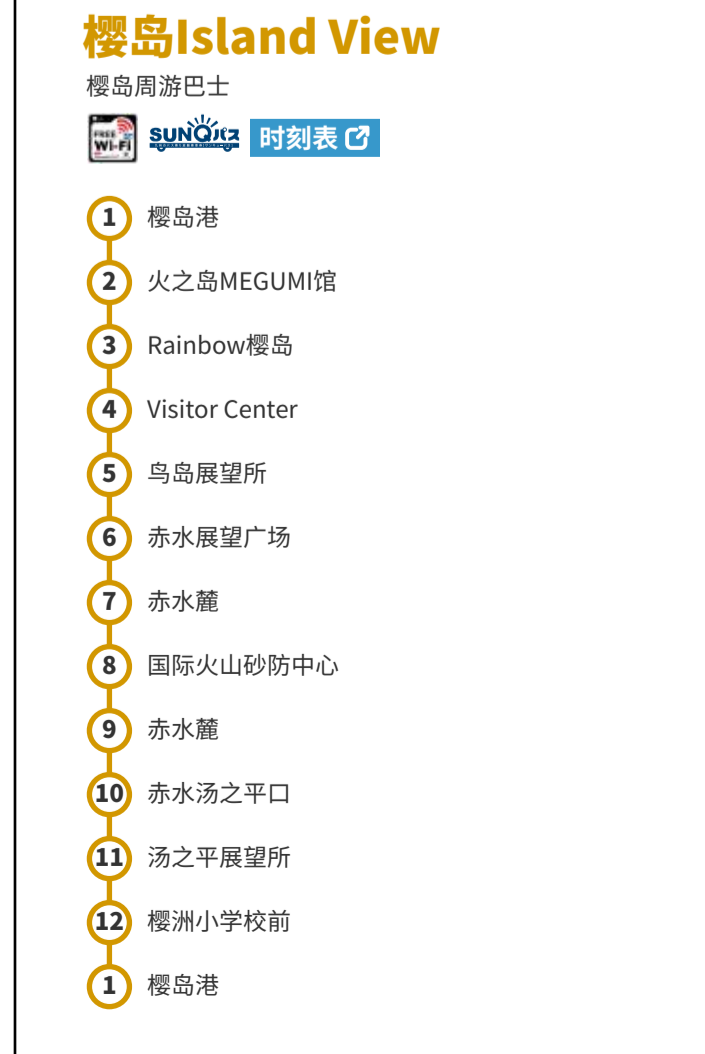 樱岛Island View
樱岛周游巴士
FREE Wi-Fi SUNQパス 时刻表
1 樱岛港
2 火之岛MEGUMI馆
3 Rainbow樱岛
4 Visitor Center
5 鸟岛展望所
6 赤水展望广场
7 赤水麓
8 国际火山砂防中心
9 赤水麓
10 赤水汤之平口
11 汤之平展望所
12 樱洲小学校前
1 樱岛港